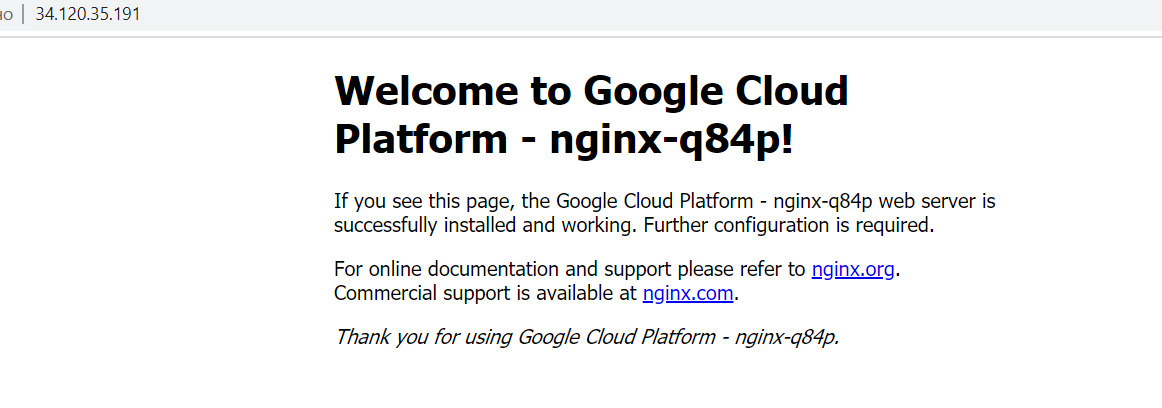 но | 34.120.35.191
Welcome to Google Cloud
Platform - nginx-q84p!
If you see this page, the Google Cloud Platform - nginx-q84p web server is
successfully installed and working. Further configuration is required.
For online documentation and support please refer to nginx.org.
Commercial support is available at nginx.com.
Thank you for using Google Cloud Platform - nginx-q84p.